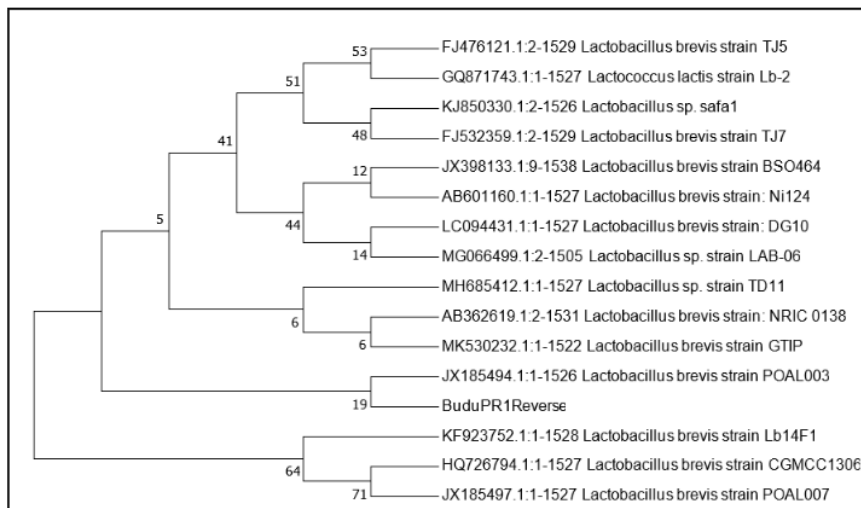 FJ476121.1:2-1529 Lactobacillus brevis strain TJ5
53
GQ871743.1:1-1527 Lactococcus lactis strain Lb-2
51
KJ850330.1:2-1526 Lactobacillus sp. safa1
48
FJ532359.1:2-1529 Lactobacillus brevis strain TJ7
41
JX398133.1:9-1538 Lactobacillus brevis strain BSO464
12
AB601160.1:1-1527 Lactobacillus brevis strain: Ni124
44
LC094431.1:1-1527 Lactobacillus brevis strain: DG10
14
MG066499.1:2-1505 Lactobacillus sp. strain LAB-06
5
MH685412.1:1-1527 Lactobacillus sp. strain TD11
6
AB362619.1:2-1531 Lactobacillus brevis strain: NRIC 0138
6
MK530232.1:1-1522 Lactobacillus brevis strain GTIP
JX185494.1:1-1526 Lactobacillus brevis strain POAL003
19
BuduPR1Reverse
KF923752.1:1-1528 Lactobacillus brevis strain Lb14F1
64
HQ726794.1:1-1527 Lactobacillus brevis strain CGMCC1306
71
JX185497.1:1-1527 Lactobacillus brevis strain POAL007